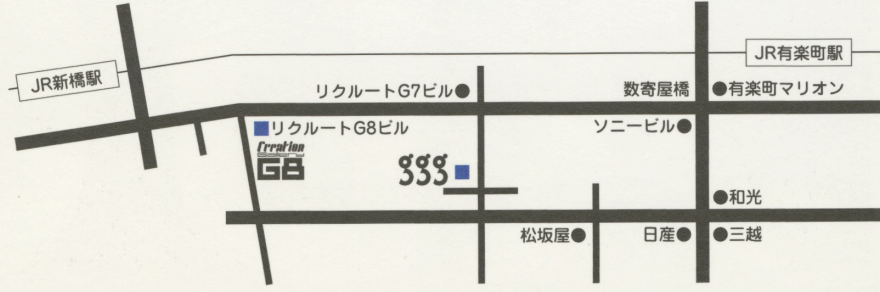 JR有楽町駅
JR新橋駅
リクルートG7ビル
数寄屋橋
有楽町マリオン
リクルートG8ビル
ソニービル
Creation
Gallery
G8
ggg
和光
松坂屋
日産
三越